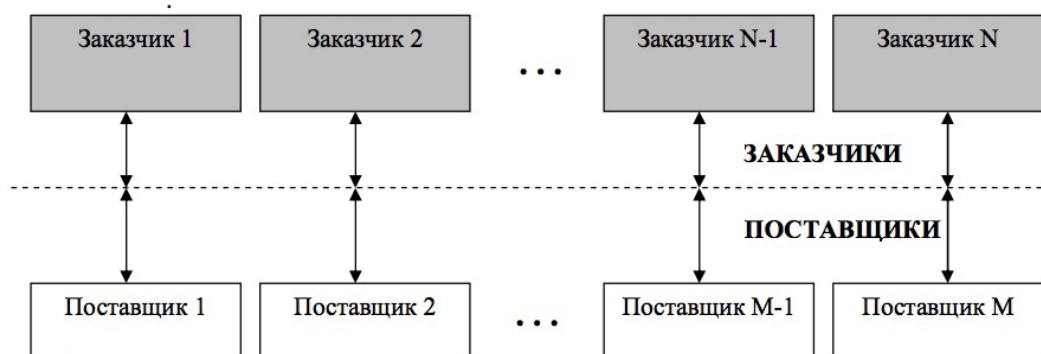 Заказчик 1 Заказчик 2 Заказчик N-1 Заказчик N
...
ЗАКАЗЧИКИ
ПОСТАВЩИКИ
Поставщик 1 Поставщик 2 Поставщик M-1 Поставщик M
...